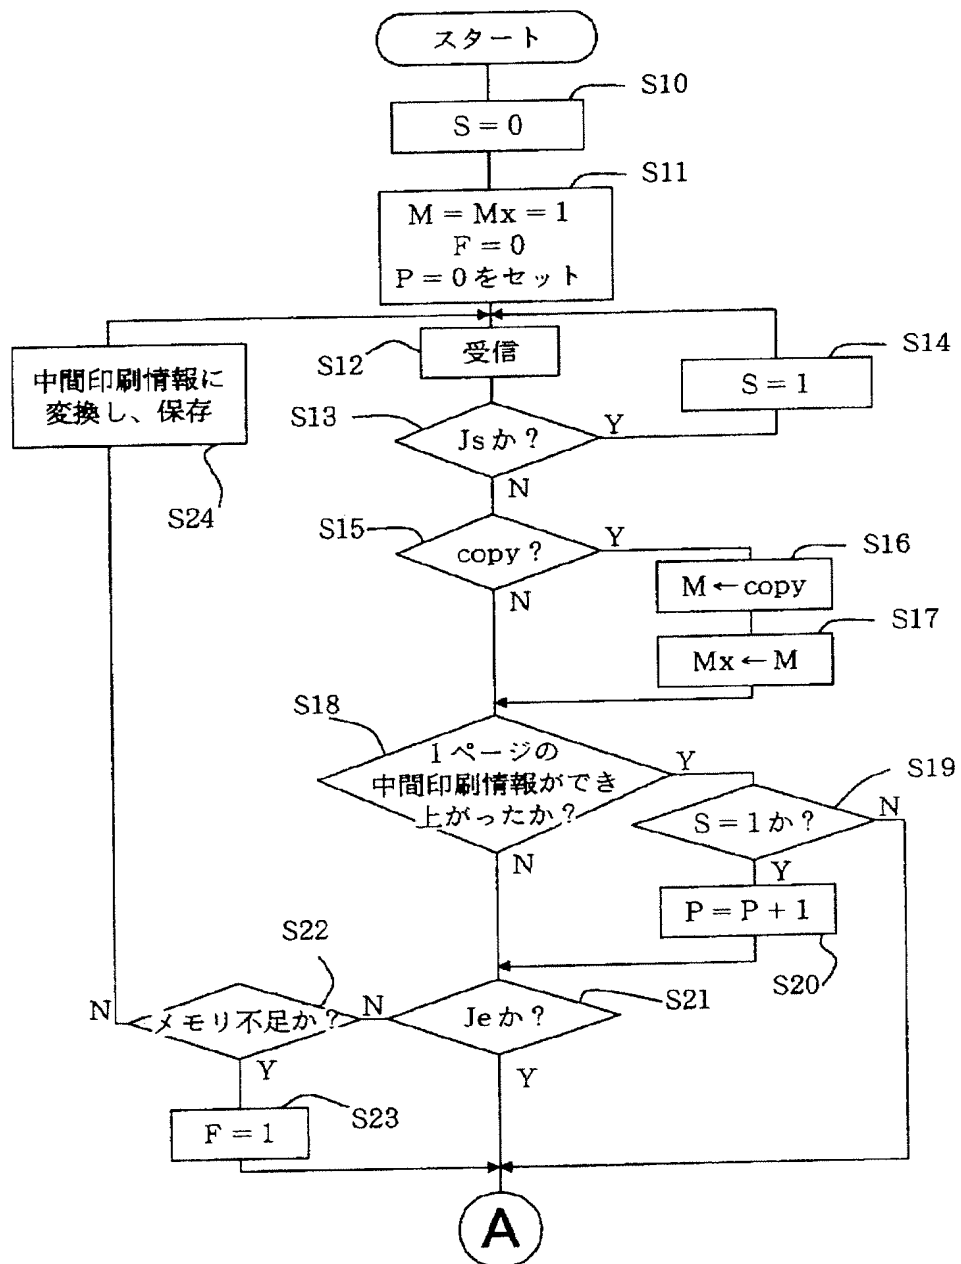 スタート
S10
S = 0
S11
M = Mx = 1
F = 0
P = 0をセット
S12
受信
S14
S = 1
中間印刷情報に
変換し、保存
S24
S13
Jsか?
Y
N
S15
copy?
Y
N
S16
M←copy
S17
Mx←M
S18
1ページの
中間印刷情報ができ
上がったか?
Y
N
S19
S = 1か?
N
Y
P = P + 1
S20
S21
Jeか?
N
Y
S22
メモリ不足か?
N
Y
S23
F = 1
A